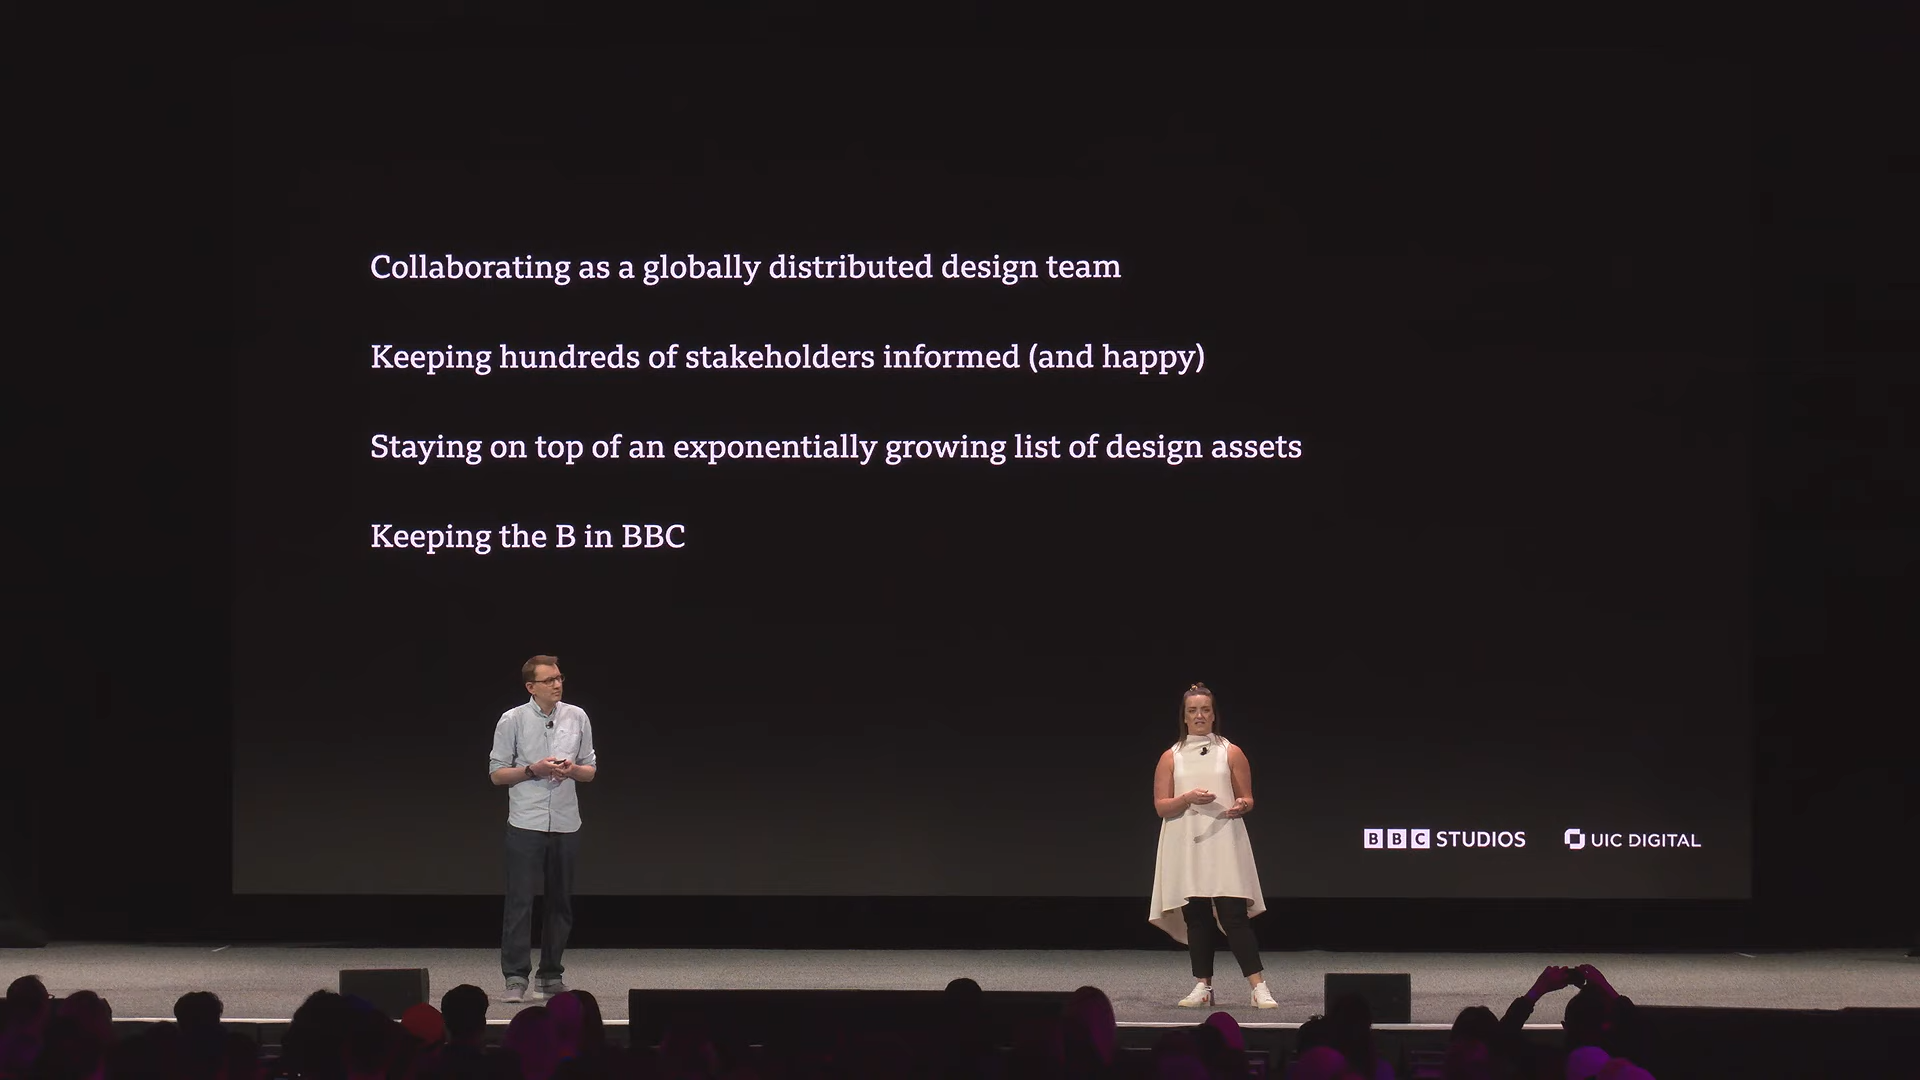 Collaborating as a globally distributed design team
Keeping hundreds of stakeholders informed (and happy)
Staying on top of an exponentially growing list of design assets
Keeping the B in BBC
BBC STUDIOS
UIC DIGITAL